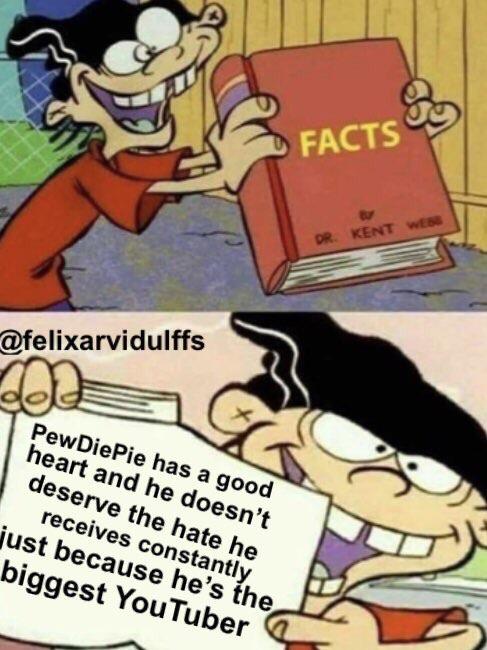 FACTS
BY
DR. KENT WEBB
@felixarvidulffs
PewDiePie has a good
heart and he doesn't
deserve the hate he
receives constantly
just because he's the
biggest YouTuber